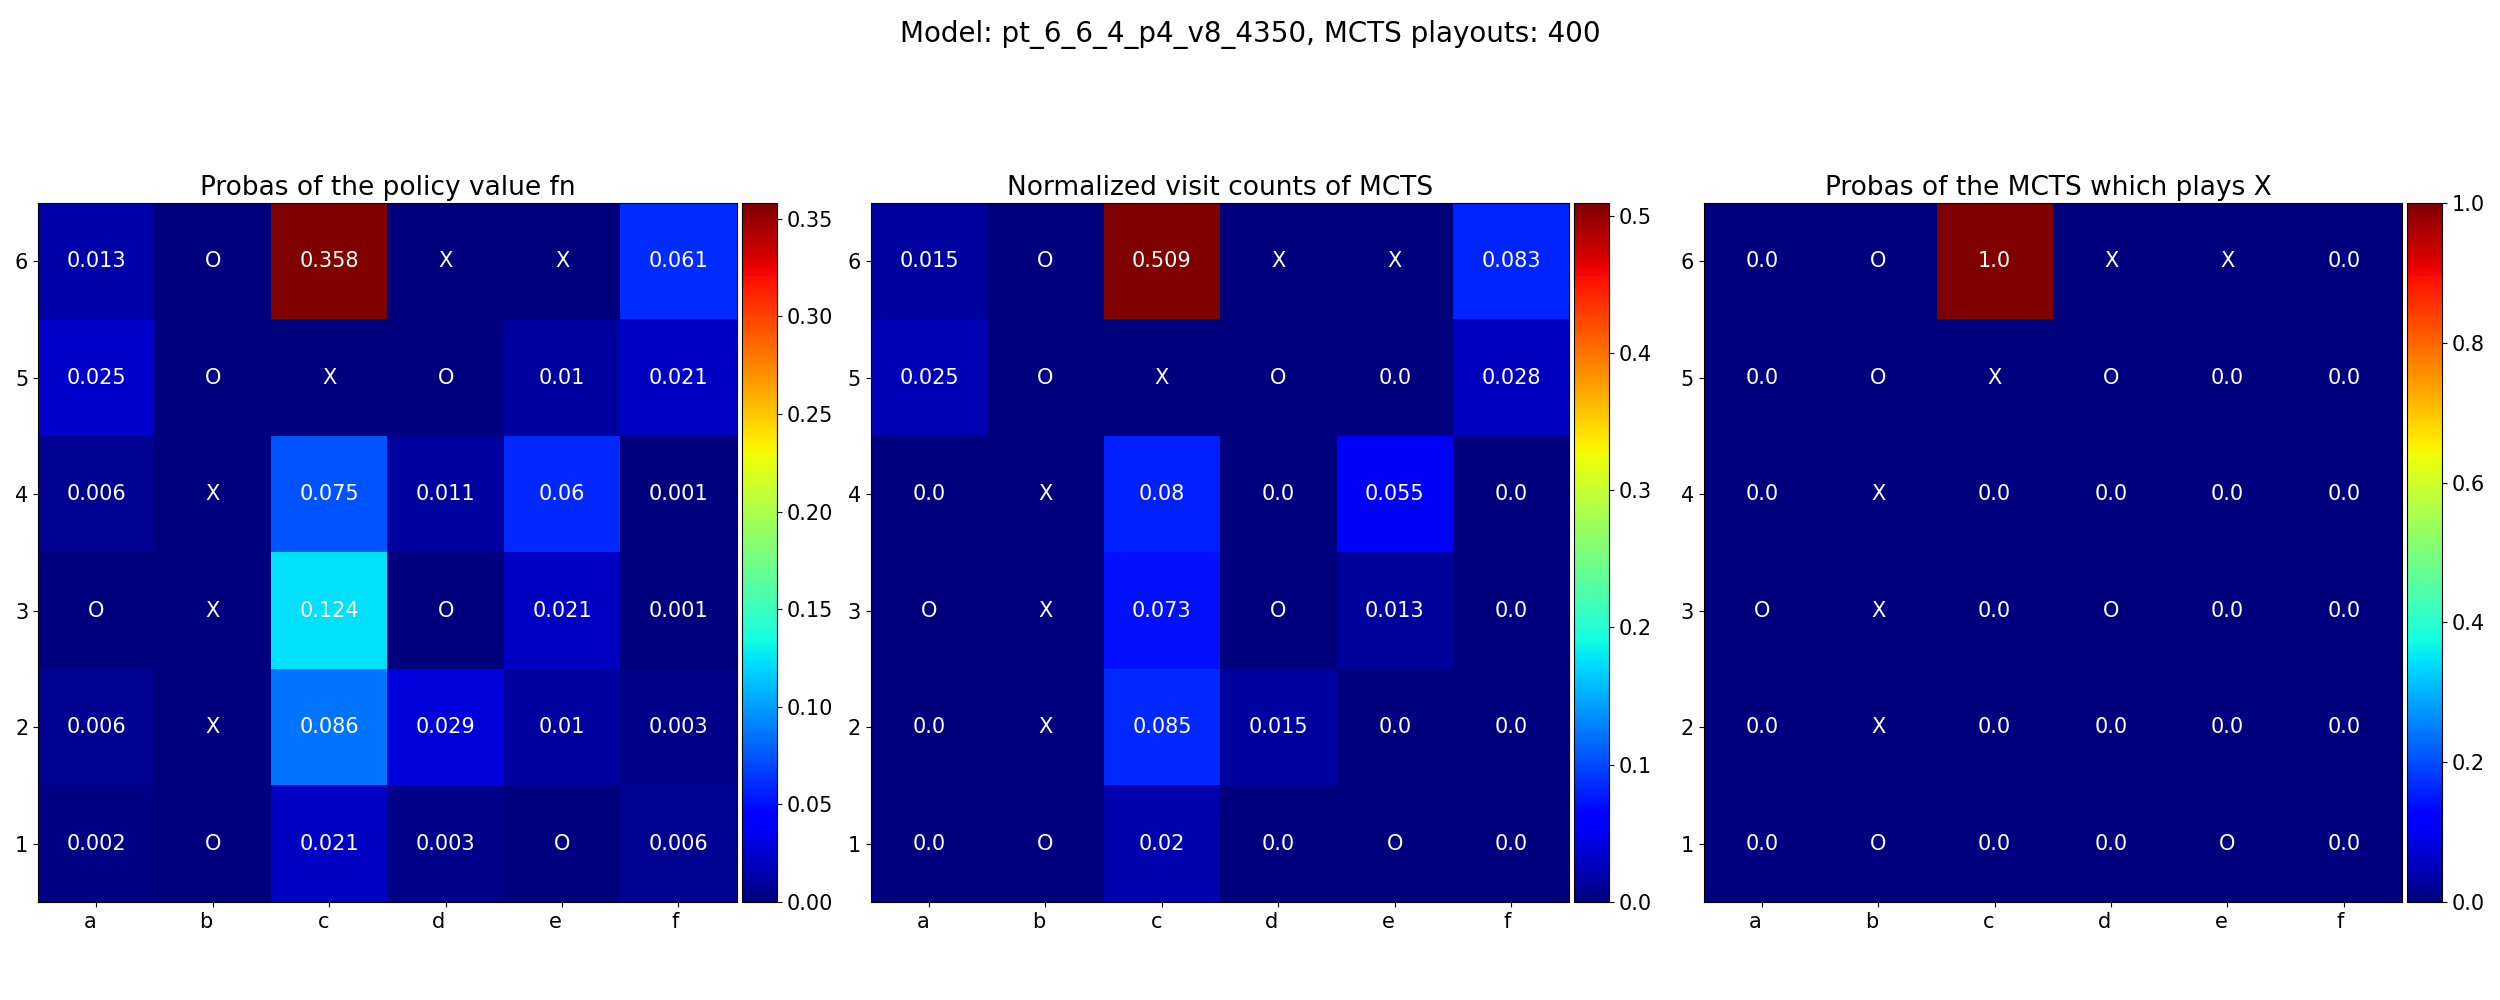 Model: pt_6_6_4_p4_v8_4350, MCTS playouts: 400
Probas of the policy value fn
6 0.013 O 0.358 X X 0.061
5 0.025 O X O 0.01 0.021
4 0.006 X 0.075 0.011 0.06 0.001
3 O X 0.124 O 0.021 0.001
2 0.006 X 0.086 0.029 0.01 0.003
1 0.002 O 0.021 0.003 O 0.006
a b c d e f
0.35
0.30
0.25
0.20
0.15
0.10
0.05
0.00
Normalized visit counts of MCTS
6 0.015 O 0.509 X X 0.083
5 0.025 O X O 0.0 0.028
4 0.0 X 0.08 0.0 0.055 0.0
3 O X 0.073 O 0.013 0.0
2 0.0 X 0.085 0.015 0.0 0.0
1 0.0 O 0.02 0.0 O 0.0
a b c d e f
0.5
0.4
0.3
0.2
0.1
0.0
Probas of the MCTS which plays X
6 0.0 O 1.0 X X 0.0
5 0.0 O X O 0.0 0.0
4 0.0 X 0.0 0.0 0.0 0.0
3 O X 0.0 O 0.0 0.0
2 0.0 X 0.0 0.0 0.0 0.0
1 0.0 O 0.0 0.0 O 0.0
a b c d e f
1.0
0.8
0.6
0.4
0.2
0.0